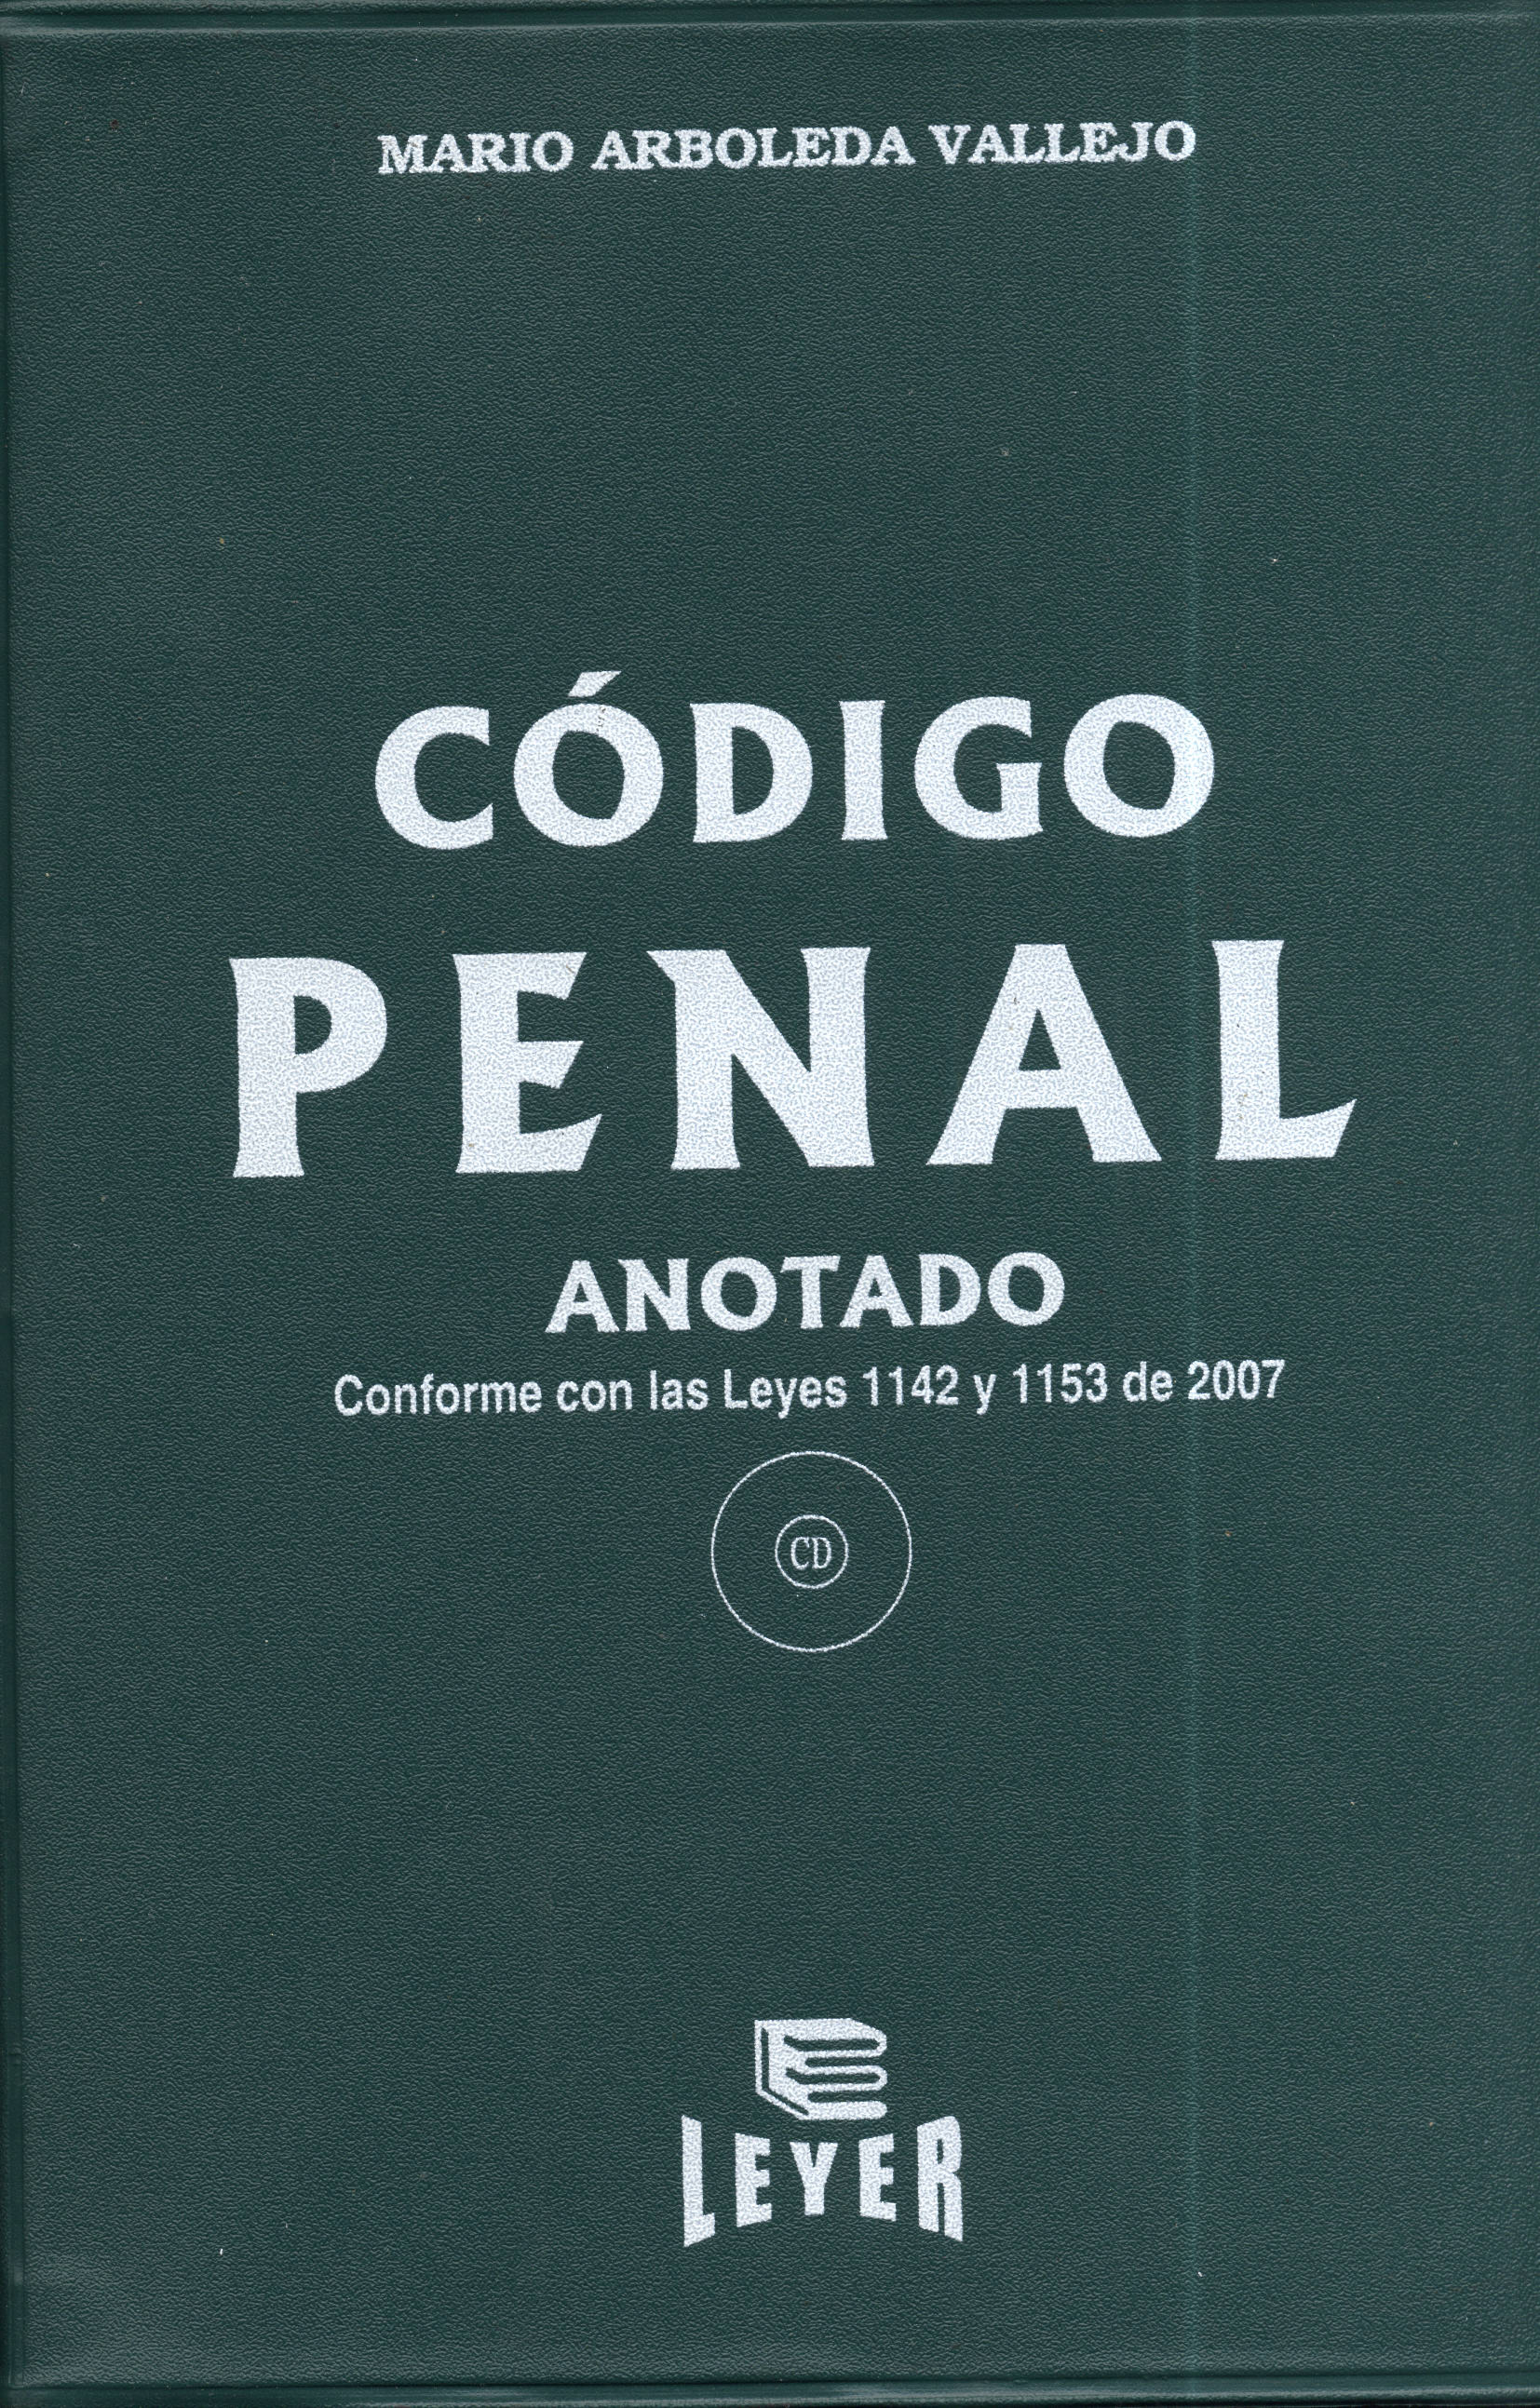 MARIO ARBOLEDA VALLEJO
CÓDIGO
PENAL
ANOTADO
Conforme con las Leyes 1142 y 1153 de 2007
CD
LEYER